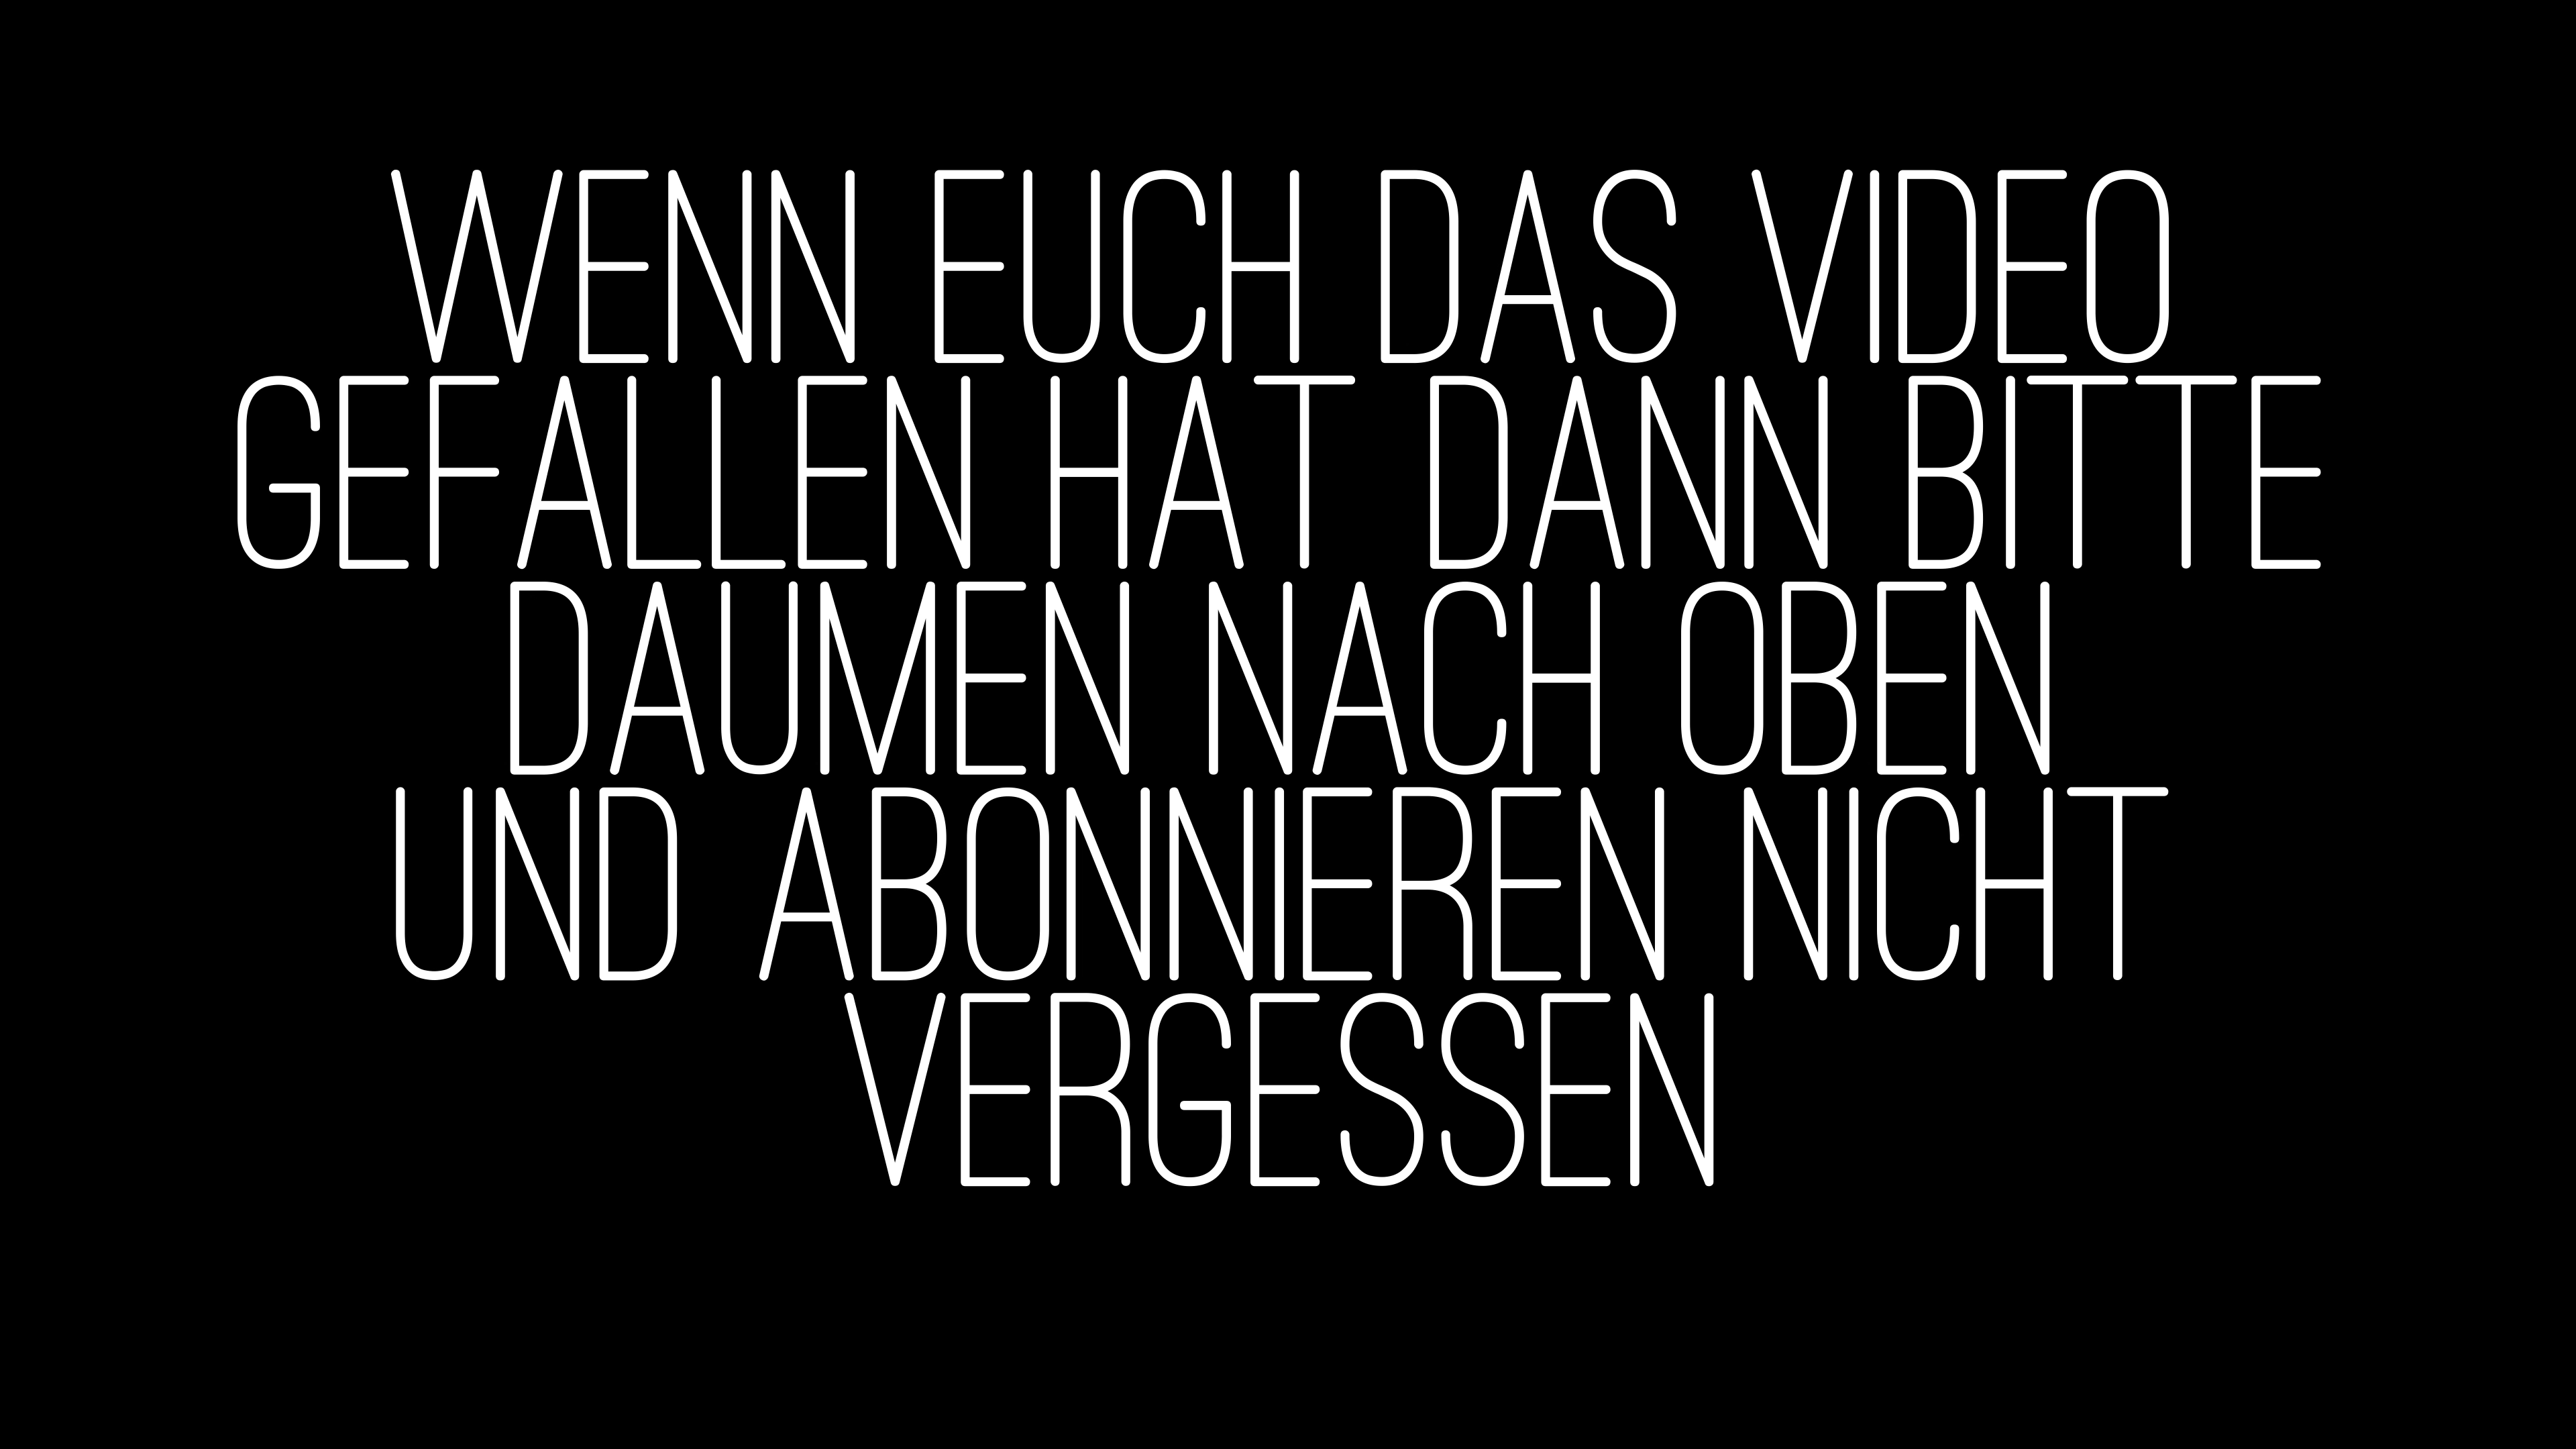 WENN EUCH DAS VIDEO
GEFALLEN HAT DANN BITTE
DAUMEN NACH OBEN
UND ABONNIEREN NICHT
VERGESSEN